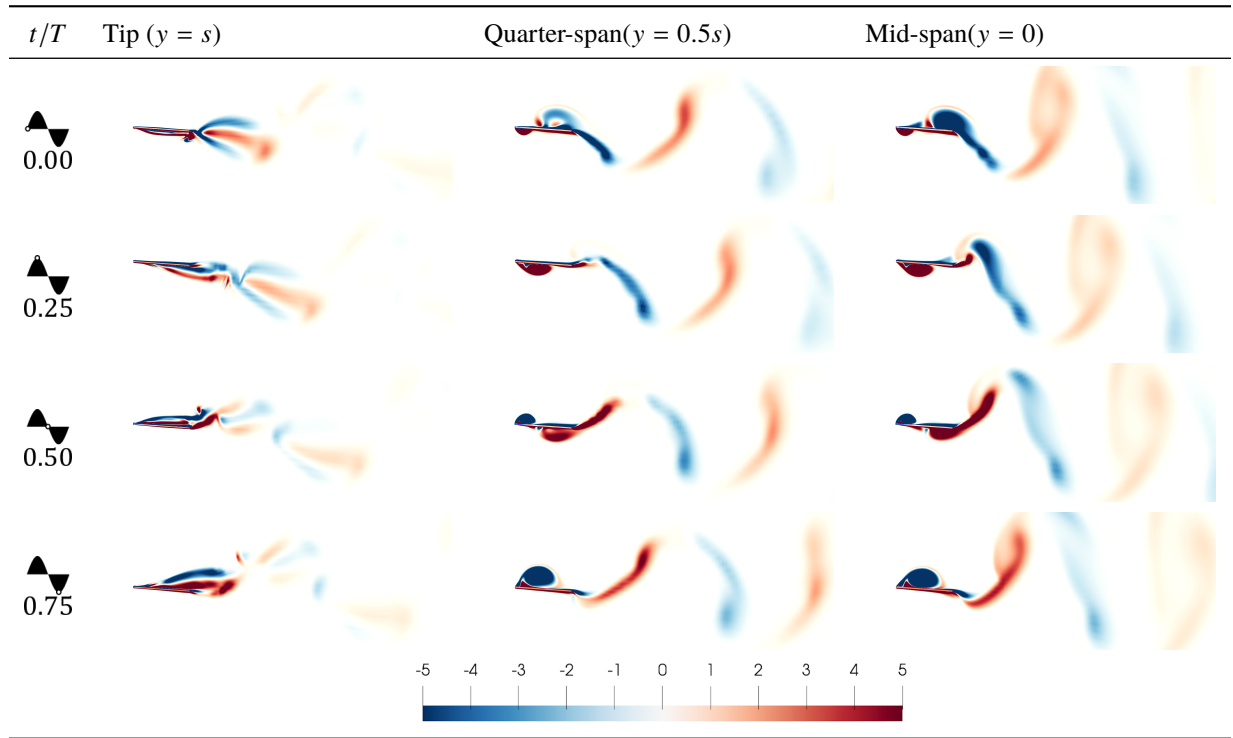 t/T Tip (y = s) Quarter-span(y = 0.5s) Mid-span(y = 0)
0.00
0.25
0.50
0.75
-5 -4 -3 -2 -1 0 1 2 3 4 5